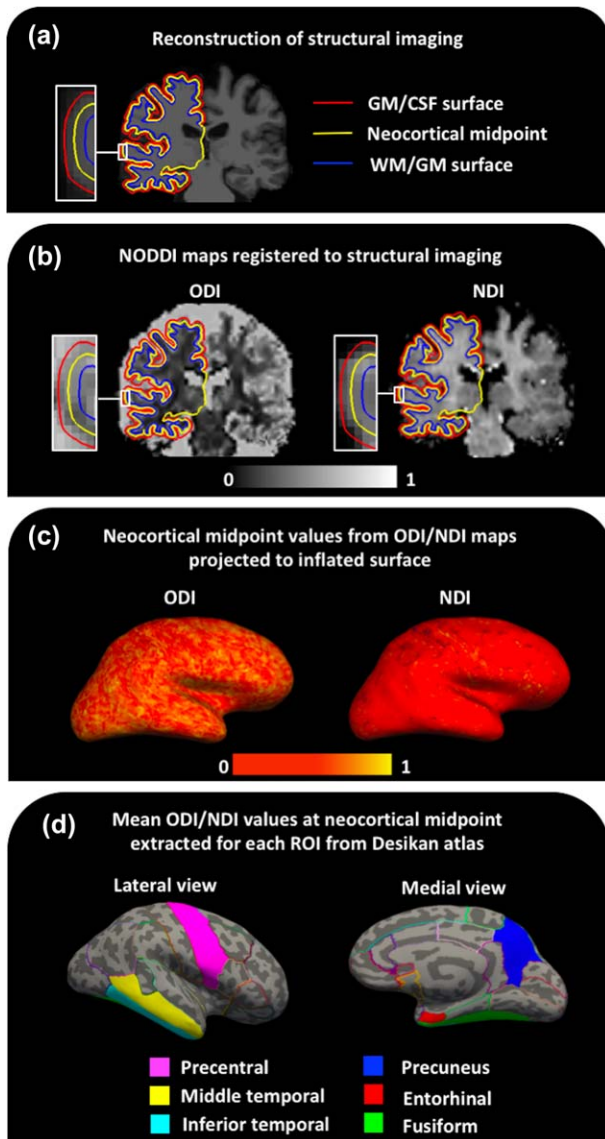 (a)
Reconstruction of structural imaging
GM/CSF surface
Neocortical midpoint
WM/GM surface
(b)
NODDI maps registered to structural imaging
ODI
NDI
0
1
(c)
Neocortical midpoint values from ODI/NDI maps
projected to inflated surface
ODI
NDI
0
1
(d)
Mean ODI/NDI values at neocortical midpoint
extracted for each ROI from Desikan atlas
Lateral view
Medial view
Precentral
Precuneus
Middle temporal
Entorhinal
Inferior temporal
Fusiform